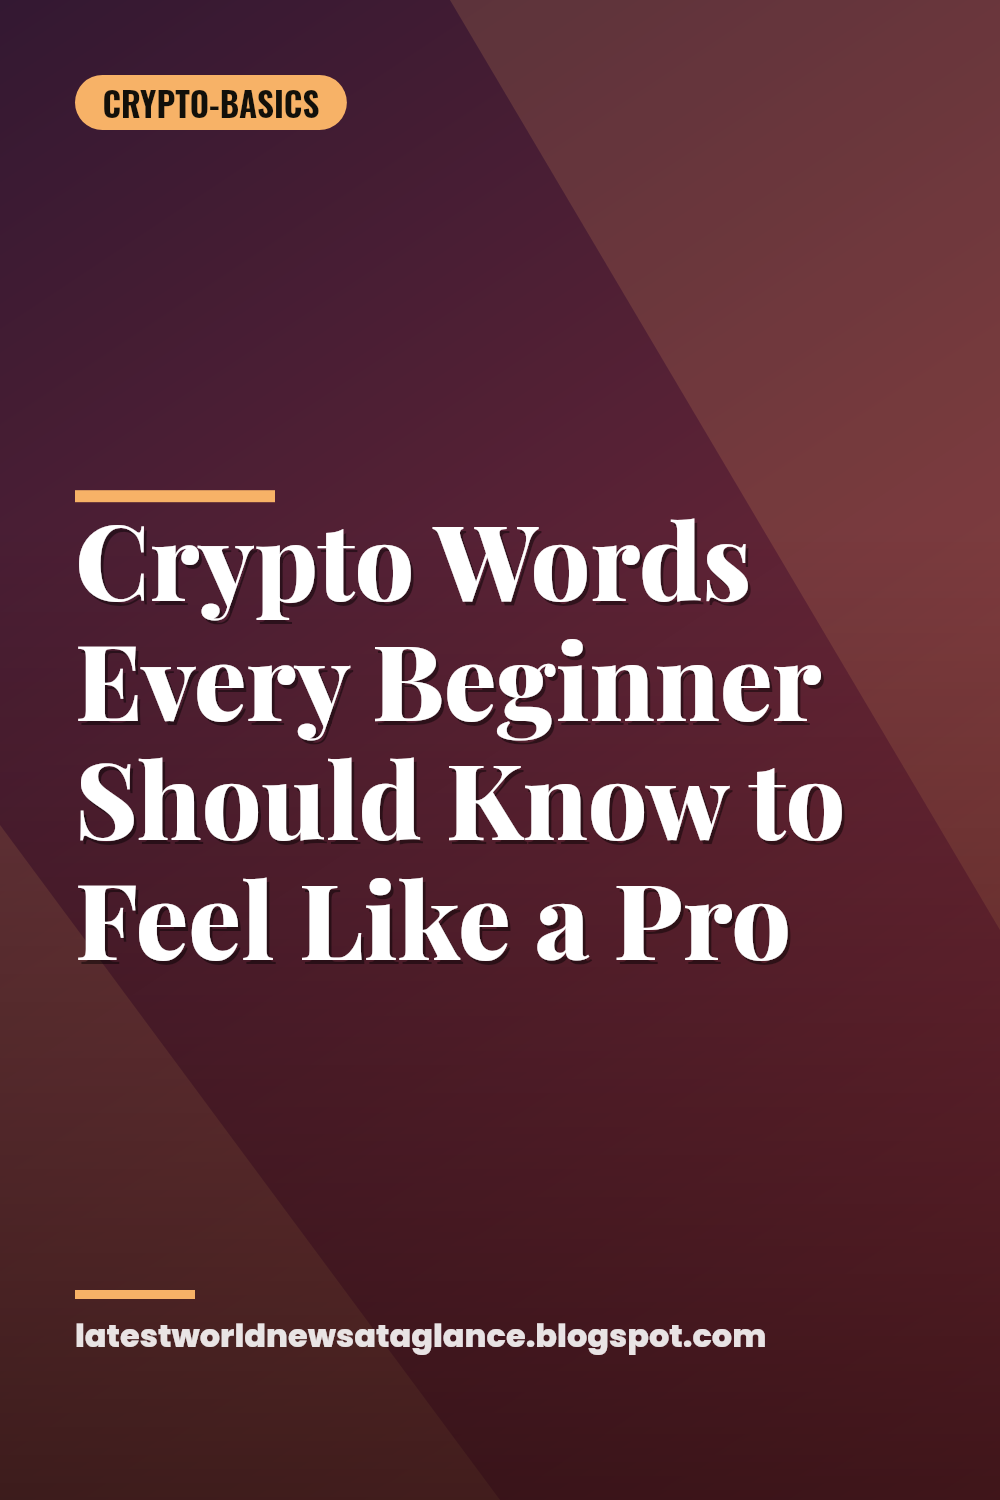 CRYPTO-BASICS
Crypto Words
Every Beginner
Should Know to
Feel Like a Pro
latestworldnewsataglance.blogspot.com